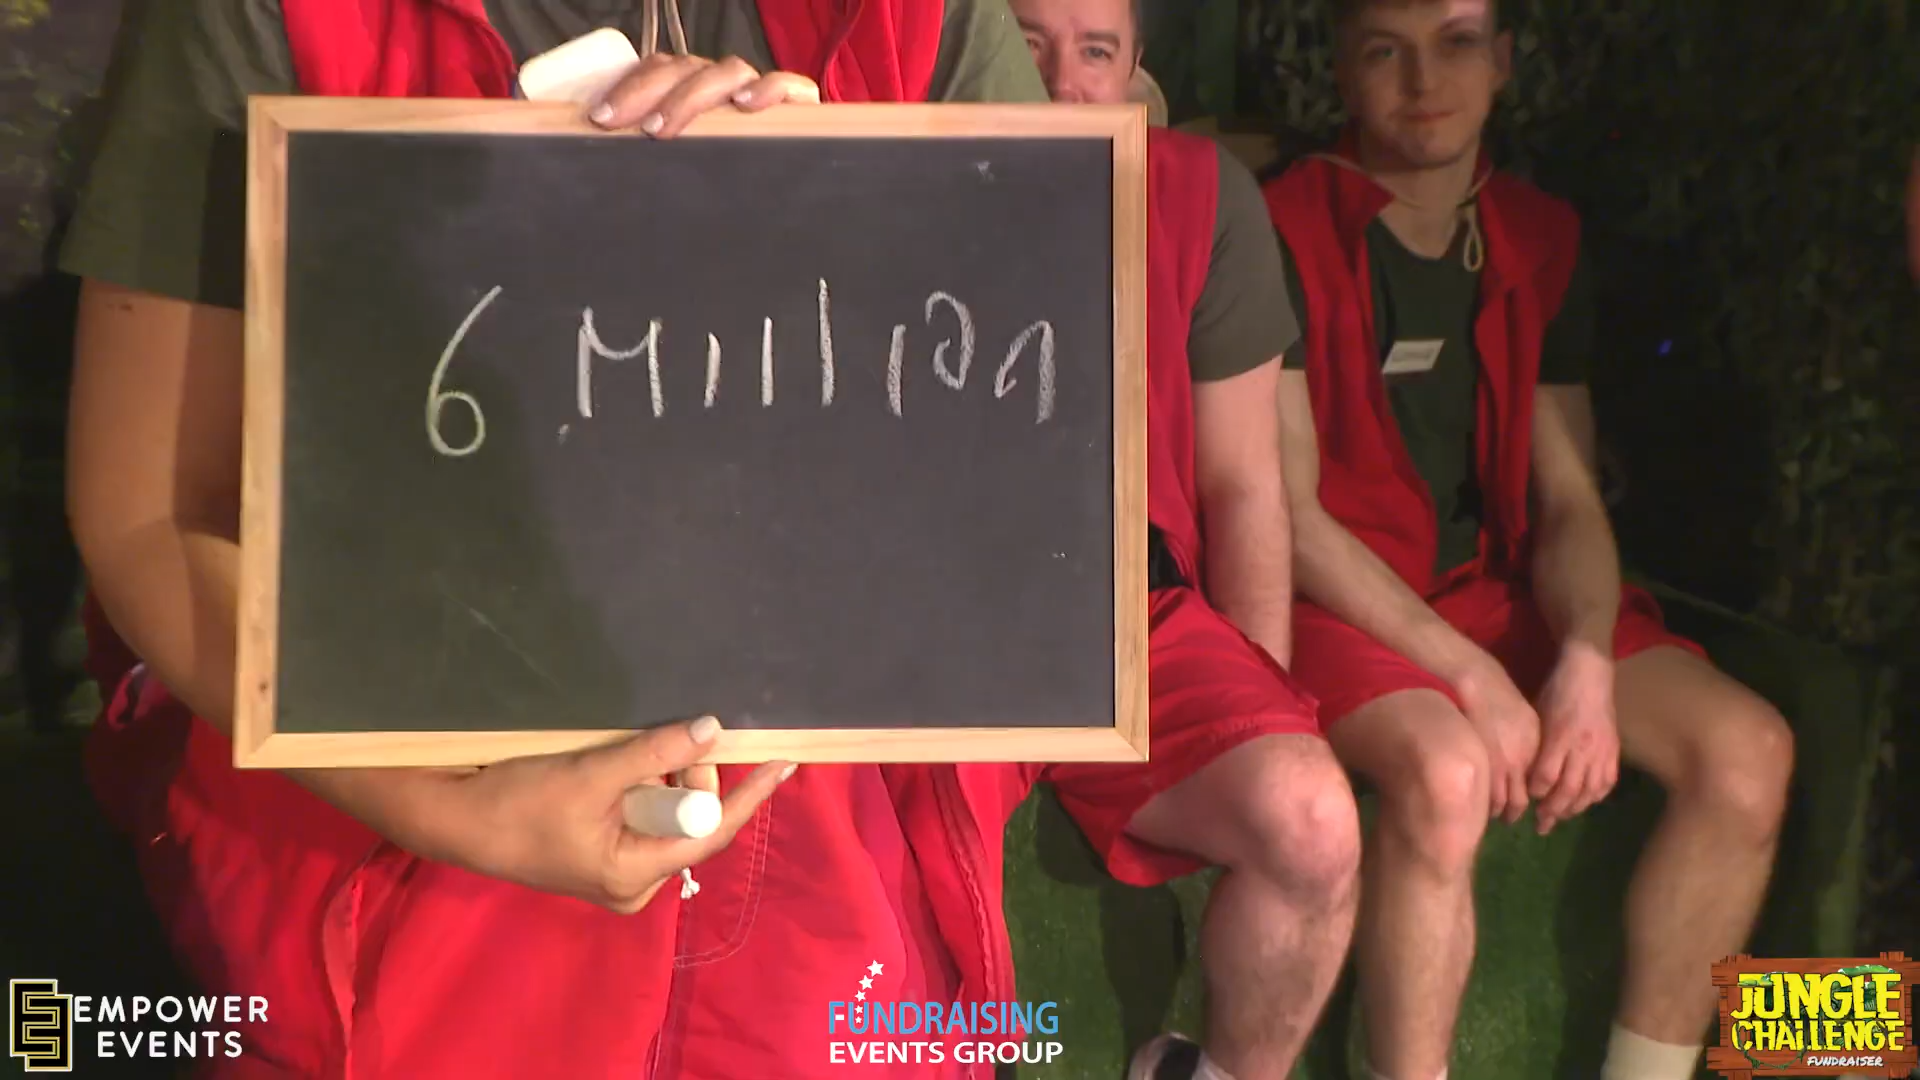 6 Million
EMPOWER
EVENTS
FUNDRAISING
EVENTS GROUP
JUNGLE
CHALLENGE
FUNDRAISER